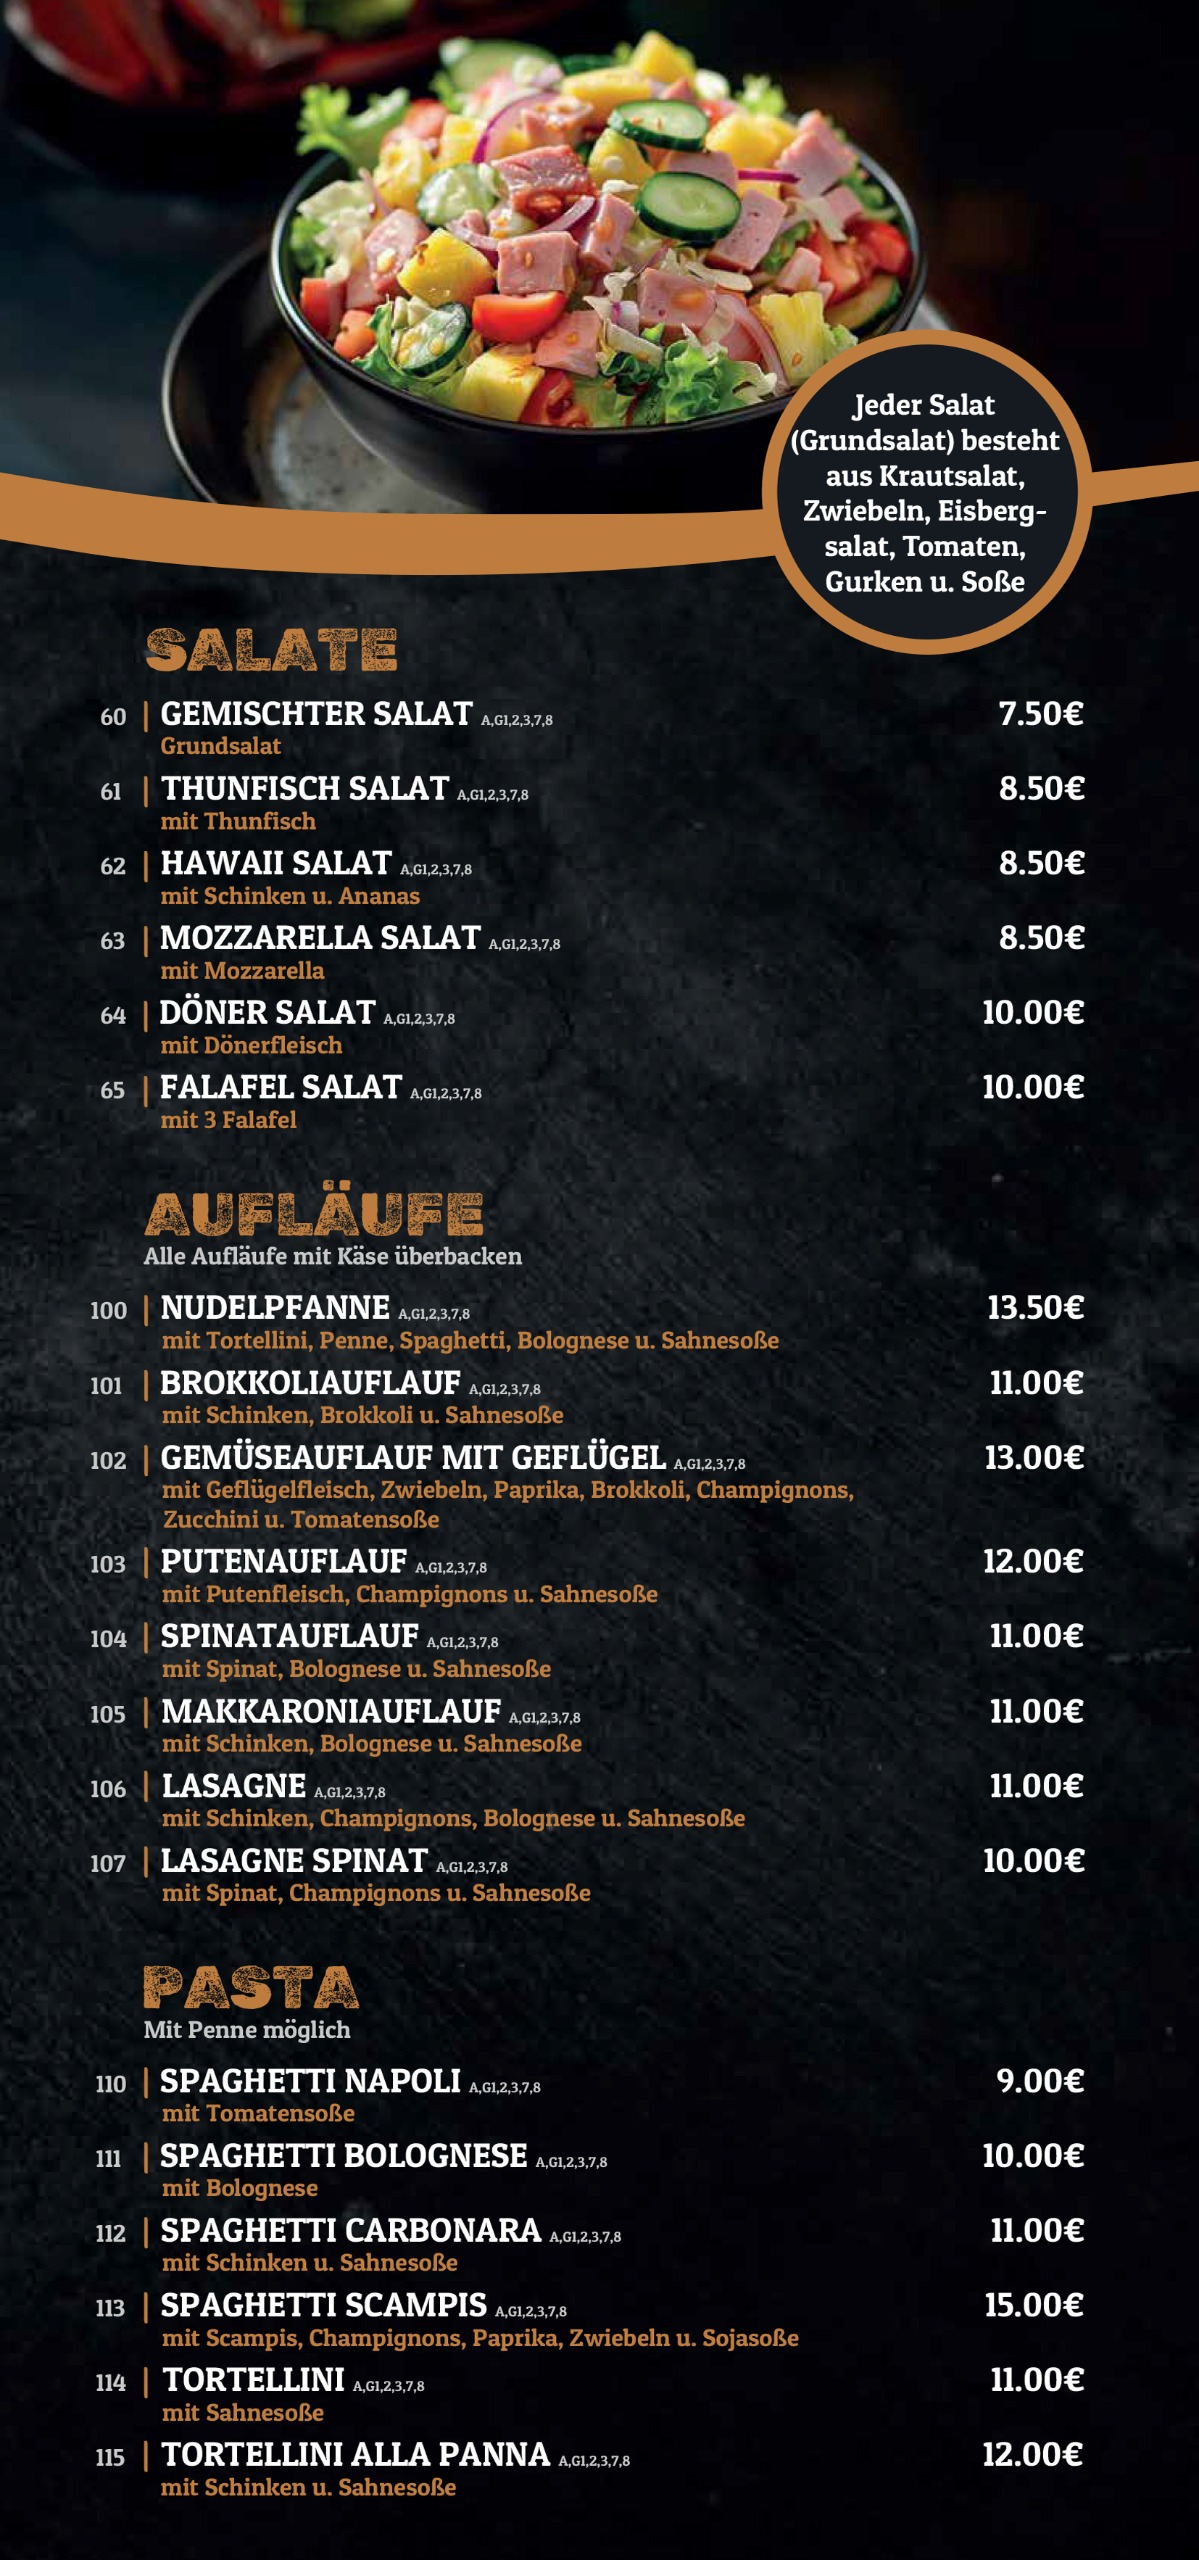 Jeder Salat
(Grundsalat) besteht
aus Krautsalat,
Zwiebeln, Eisberg-
salat, Tomaten,
Gurken u. Soße
SALATE
60 | GEMISCHTER SALAT A,G1,2,3,7,8 7.50€
Grundsalat
61 | THUNFISCH SALAT A,G1,2,3,7,8 8.50€
mit Thunfisch
62 | HAWAII SALAT A,G1,2,3,7,8 8.50€
mit Schinken u. Ananas
63 | MOZZARELLA SALAT A,G1,2,3,7,8 8.50€
mit Mozzarella
64 | DÖNER SALAT A,G1,2,3,7,8 10.00€
mit Dönerfleisch
65 | FALAFEL SALAT A,G1,2,3,7,8 10.00€
mit 3 Falafel
AUFLÄUFE
Alle Aufläufe mit Käse überbacken
100 | NUDELPFANNE A,G1,2,3,7,8 13.50€
mit Tortellini, Penne, Spaghetti, Bolognese u. Sahnesoße
101 | BROKKOLIAUFLAUF A,G1,2,3,7,8 11.00€
mit Schinken, Brokkoli u. Sahnesoße
102 | GEMÜSEAUFLAUF MIT GEFLÜGEL A,G1,2,3,7,8 13.00€
mit Geflügelfleisch, Zwiebeln, Paprika, Brokkoli, Champignons,
Zucchini u. Tomatensoße
103 | PUTENAUFLAUF A,G1,2,3,7,8 12.00€
mit Putenfleisch, Champignons u. Sahnesoße
104 | SPINATAUFLAUF A,G1,2,3,7,8 11.00€
mit Spinat, Bolognese u. Sahnesoße
105 | MAKKARONIAUFLAUF A,G1,2,3,7,8 11.00€
mit Schinken, Bolognese u. Sahnesoße
106 | LASAGNE A,G1,2,3,7,8 11.00€
mit Schinken, Champignons, Bolognese u. Sahnesoße
107 | LASAGNE SPINAT A,G1,2,3,7,8 10.00€
mit Spinat, Champignons u. Sahnesoße
PASTA
Mit Penne möglich
110 | SPAGHETTI NAPOLI A,G1,2,3,7,8 9.00€
mit Tomatensoße
111 | SPAGHETTI BOLOGNESE A,G1,2,3,7,8 10.00€
mit Bolognese
112 | SPAGHETTI CARBONARA A,G1,2,3,7,8 11.00€
mit Schinken u. Sahnesoße
113 | SPAGHETTI SCAMPIS A,G1,2,3,7,8 15.00€
mit Scampis, Champignons, Paprika, Zwiebeln u. Sojasoße
114 | TORTELLINI A,G1,2,3,7,8 11.00€
mit Sahnesoße
115 | TORTELLINI ALLA PANNA A,G1,2,3,7,8 12.00€
mit Schinken u. Sahnesoße